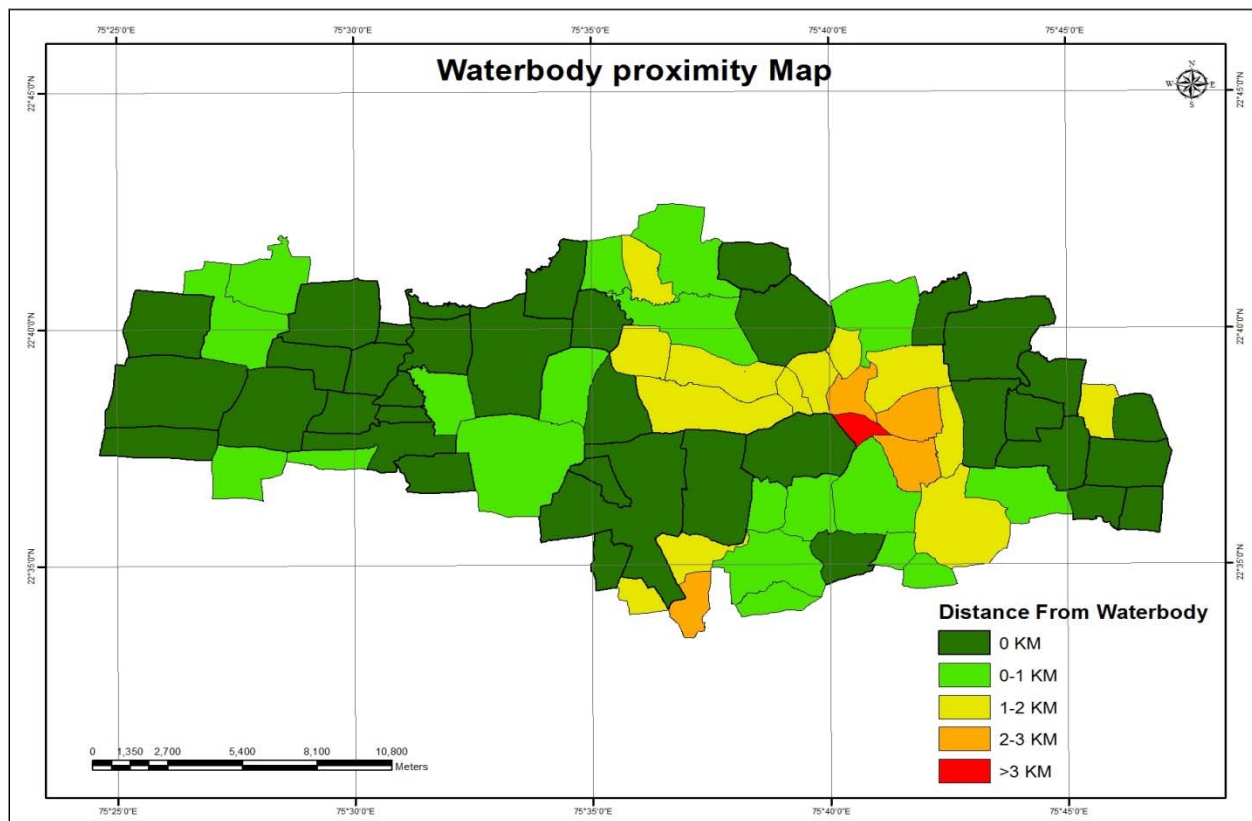 75°25'0"E 75°30'0"E 75°35'0"E 75°40'0"E 75°45'0"E
Waterbody proximity Map
N
W E
S
22°45'0"N 22°45'0"N
22°40'0"N 22°40'0"N
22°35'0"N 22°35'0"N
Distance From Waterbody
0 KM
0-1 KM
1-2 KM
2-3 KM
>3 KM
0 1,350 2,700 5,400 8,100 10,800
Meters
75°25'0"E 75°30'0"E 75°35'0"E 75°40'0"E 75°45'0"E